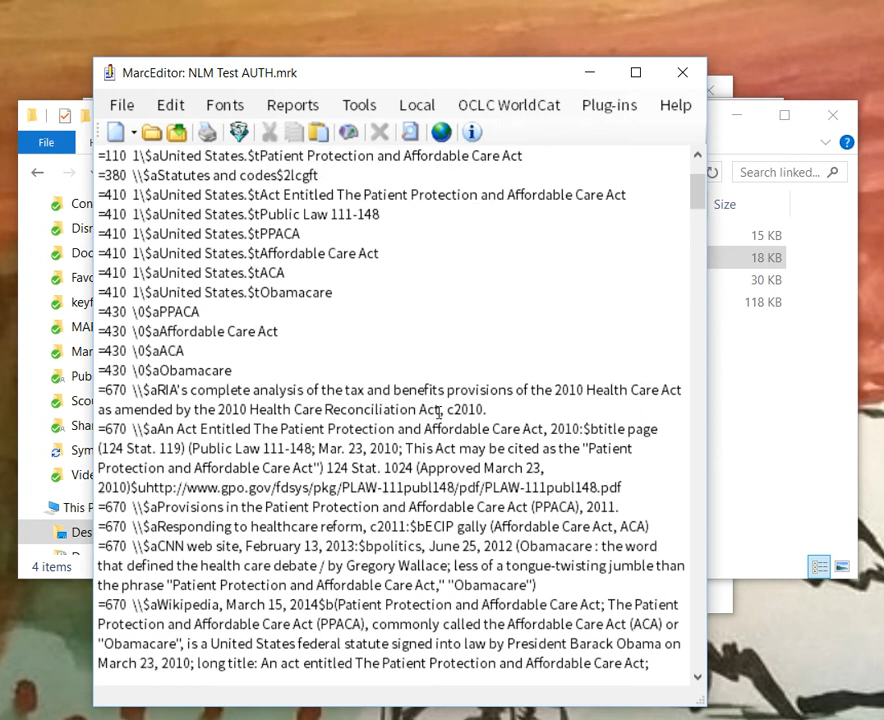 MarcEditor: NLM Test AUTH.mrk
File Edit Fonts Reports Tools Local OCLC WorldCat Plug-ins Help
=110 1\$aUnited States.$tPatient Protection and Affordable Care Act
=380 \\$aStatutes and codes$2lcgft
=410 1\$aUnited States.$tAct Entitled The Patient Protection and Affordable Care Act
=410 1\$aUnited States.$tPublic Law 111-148
=410 1\$aUnited States.$tPPACA
=410 1\$aUnited States.$tAffordable Care Act
=410 1\$aUnited States.$tACA
=410 1\$aUnited States.$tObamacare
=430 \0$aPPACA
=430 \0$aAffordable Care Act
=430 \0$aACA
=430 \0$aObamacare
=670 \\$aRIA's complete analysis of the tax and benefits provisions of the 2010 Health Care Act
as amended by the 2010 Health Care Reconciliation Act, c2010.
=670 \\$aAn Act Entitled The Patient Protection and Affordable Care Act, 2010:$btitle page
(124 Stat. 119) (Public Law 111-148; Mar. 23, 2010; This Act may be cited as the "Patient
Protection and Affordable Care Act") 124 Stat. 1024 (Approved March 23,
2010)$uhttp://www.gpo.gov/fdsys/pkg/PLAW-111publ148/pdf/PLAW-111publ148.pdf
=670 \\$aProvisions in the Patient Protection and Affordable Care Act (PPACA), 2011.
=670 \\$aResponding to healthcare reform, c2011:$bECIP gally (Affordable Care Act, ACA)
=670 \\$aCNN web site, February 13, 2013:$bpolitics, June 25, 2012 (Obamacare : the word
that defined the health care debate / by Gregory Wallace; less of a tongue-twisting jumble than
the phrase "Patient Protection and Affordable Care Act," "Obamacare")
=670 \\$aWikipedia, March 15, 2014$b(Patient Protection and Affordable Care Act; The Patient
Protection and Affordable Care Act (PPACA), commonly called the Affordable Care Act (ACA) or
"Obamacare", is a United States federal statute signed into law by President Barack Obama on
March 23, 2010; long title: An act entitled The Patient Protection and Affordable Care Act;
File
Con
Docu
Favo
keyf
MA
Mar
Pub
Scou
Shar
Sym
Vide
This P
Des
4 items
Search linked...
Size
15 KB
18 KB
30 KB
118 KB